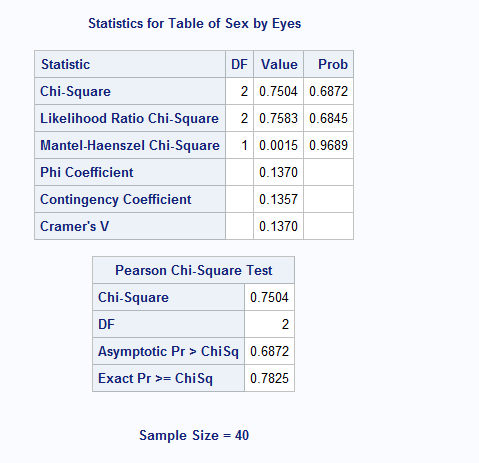 Statistics for Table of Sex by Eyes
Statistic DF Value Prob
Chi-Square 2 0.7504 0.6872
Likelihood Ratio Chi-Square 2 0.7583 0.6845
Mantel-Haenszel Chi-Square 1 0.0015 0.9689
Phi Coefficient 0.1370
Contingency Coefficient 0.1357
Cramer's V 0.1370
Pearson Chi-Square Test
Chi-Square 0.7504
DF 2
Asymptotic Pr > ChiSq 0.6872
Exact Pr >= ChiSq 0.7825
Sample Size = 40